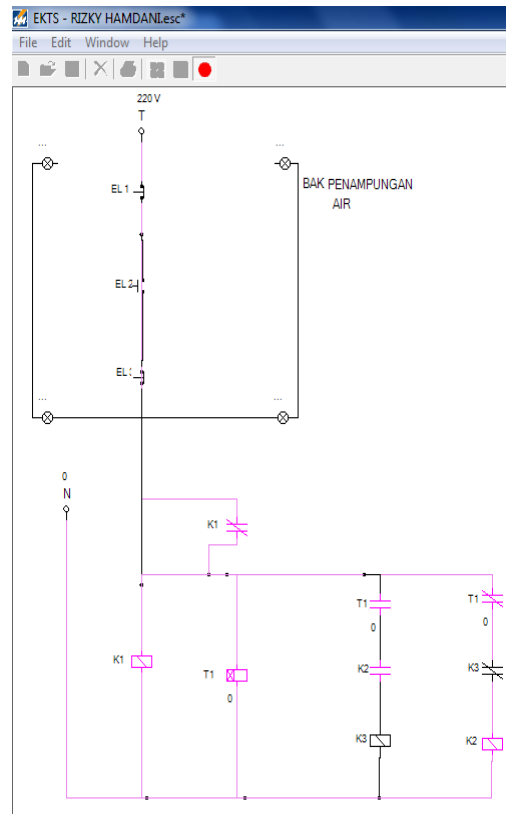 EKTS - RIZKY HAMDANI.esc*
File Edit Window Help
220 V
T
...
...
EL 1
BAK PENAMPUNGAN
AIR
EL 2
EL
...
...
0
N
K1
T1
0
T1
0
K1
T1
0
K2
K3
K3
K2